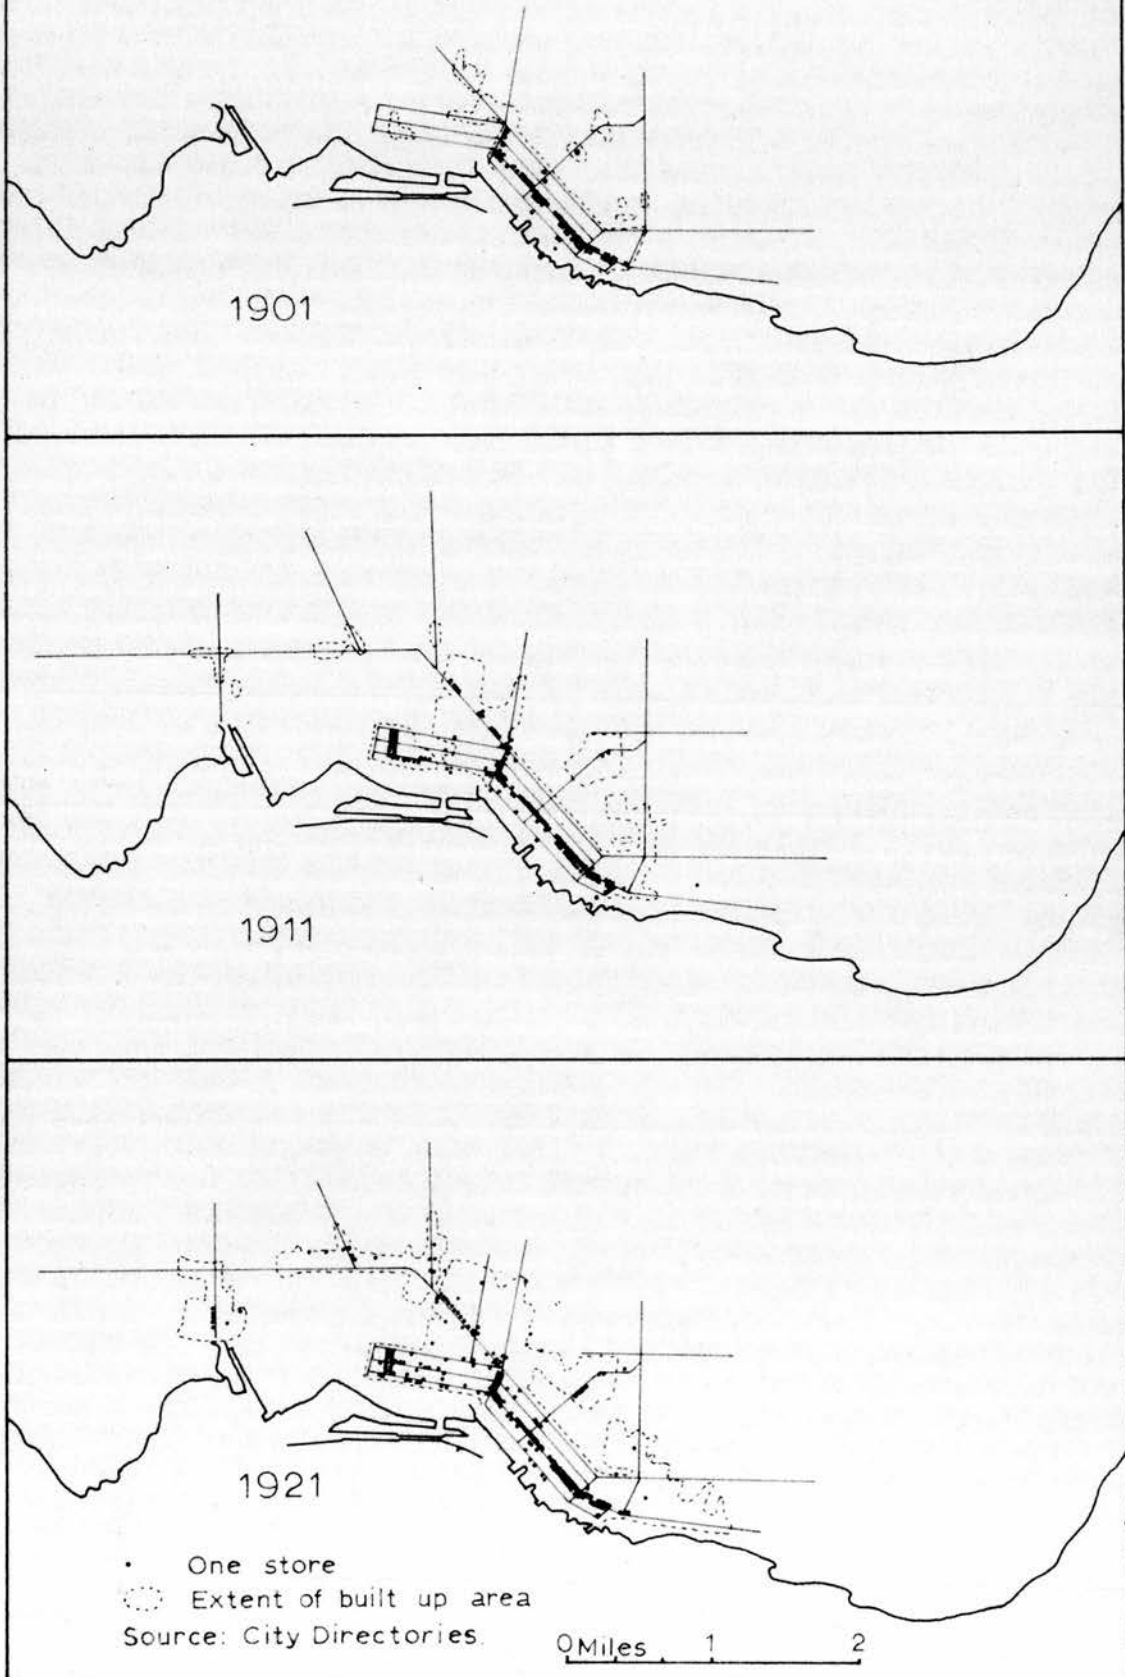 1901
1911
1921
One store
Extent of built up area
Source: City Directories.
0 Miles 1 2